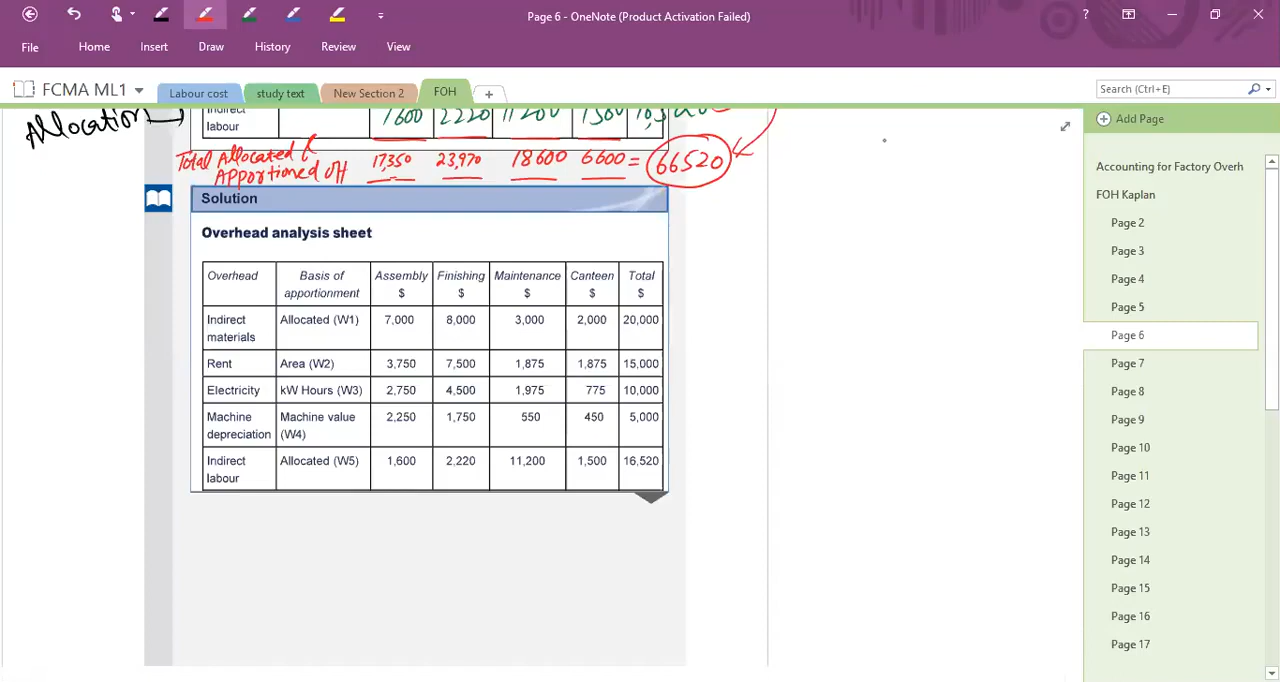 Page 6 - OneNote (Product Activation Failed)
File Home Insert Draw History Review View
FCMA ML1 Labour cost study text New Section 2 FOH
Search (Ctrl+E)
Add Page
Accounting for Factory Overh
FOH Kaplan
Page 2
Page 3
Page 4
Page 5
Page 6
Page 7
Page 8
Page 9
Page 10
Page 11
Page 12
Page 13
Page 14
Page 15
Page 16
Page 17
Allocation
Indirect 1600 2220 11200 1500
labour
Total Allocated & 17,350 23,970 18600 6600 = 66520
Apportioned off
Solution
Overhead analysis sheet
Overhead Basis of Assembly Finishing Maintenance Canteen Total
apportionment $ $ $ $ $
Indirect Allocated (W1) 7,000 8,000 3,000 2,000 20,000
materials
Rent Area (W2) 3,750 7,500 1,875 1,875 15,000
Electricity kW Hours (W3) 2,750 4,500 1,975 775 10,000
Machine Machine value 2,250 1,750 550 450 5,000
depreciation (W4)
Indirect Allocated (W5) 1,600 2,220 11,200 1,500 16,520
labour